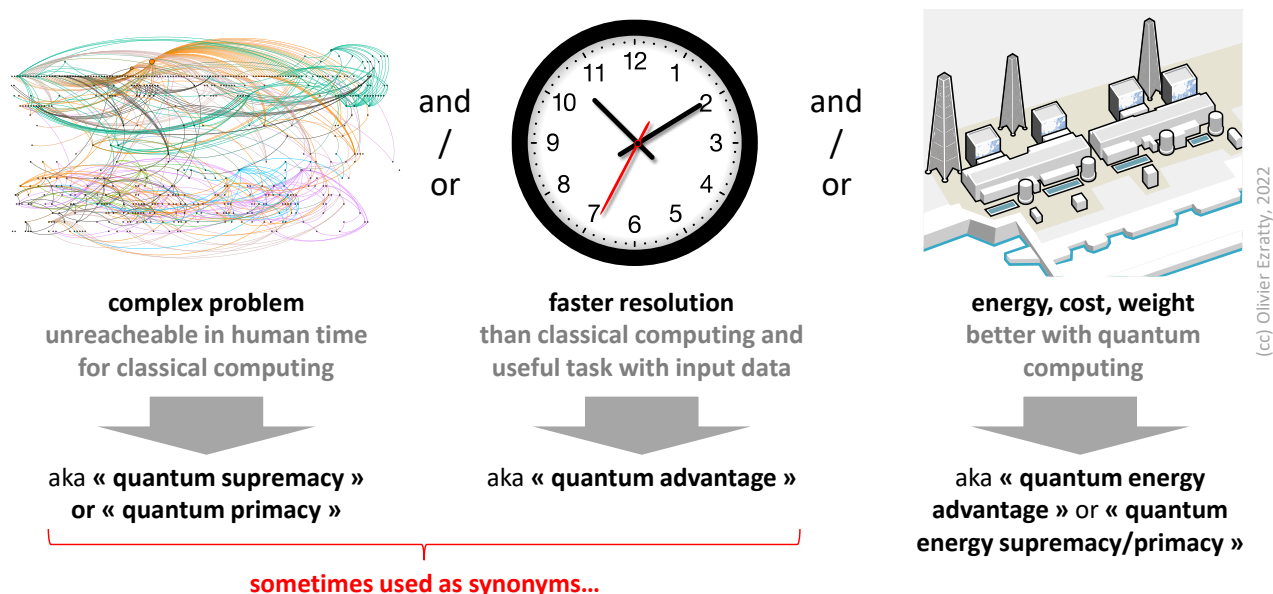 12
11
1
10
2
9
3
8
4
7
5
6
and
/
or
and
/
or
complex problem
unreacheable in human time
for classical computing
faster resolution
than classical computing and
useful task with input data
energy, cost, weight
better with quantum
computing
(cc) Olivier Ezratty, 2022
aka « quantum supremacy »
or « quantum primacy »
aka « quantum advantage »
aka « quantum energy
advantage » or « quantum
energy supremacy/primacy »
sometimes used as synonyms…